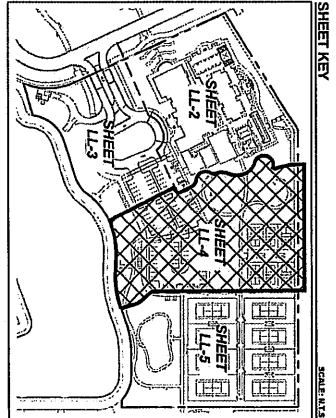 SHEET KEY
SCALE: N.T.S.
SHEET
LL-2
SHEET
LL-3
SHEET
LL-4
SHEET
LL-5